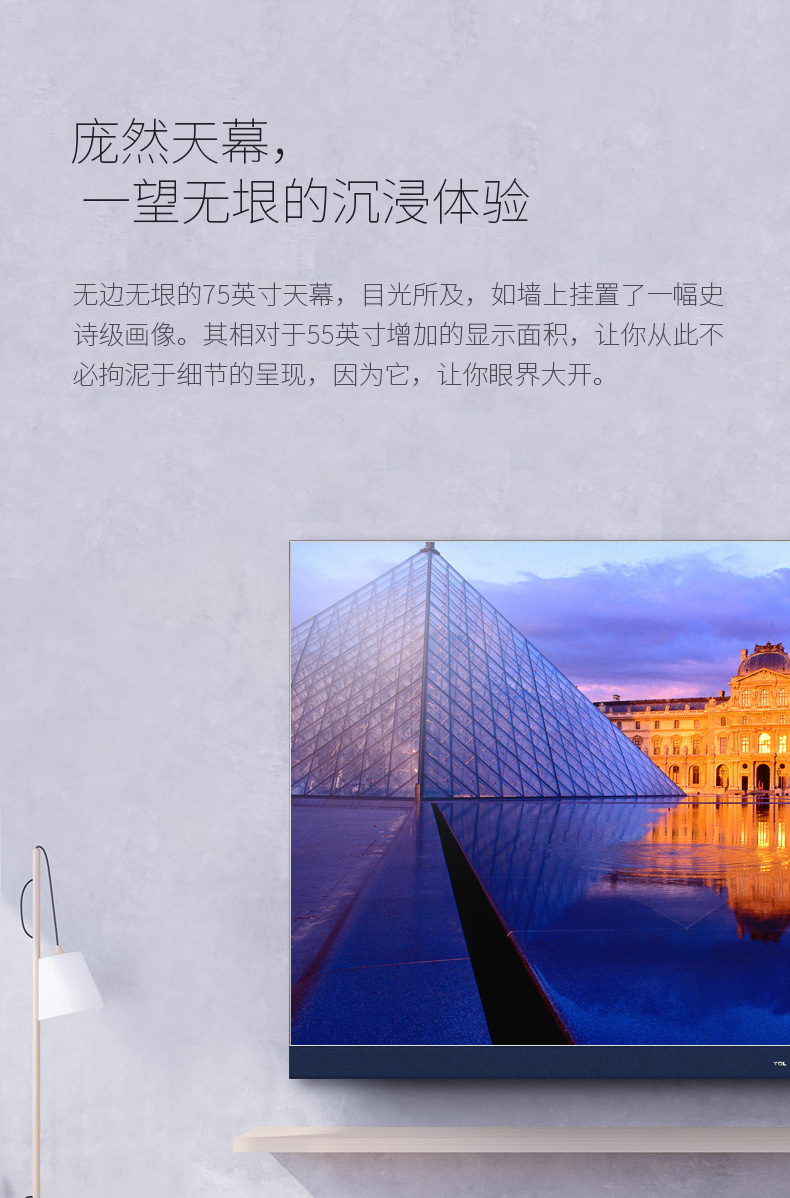 庞然天幕，
一望无垠的沉浸体验
无边无垠的75英寸天幕，目光所及，如墙上挂置了一幅史
诗级画像。其相对于55英寸增加的显示面积，让你从此不
必拘泥于细节的呈现，因为它，让你眼界大开。
TCL